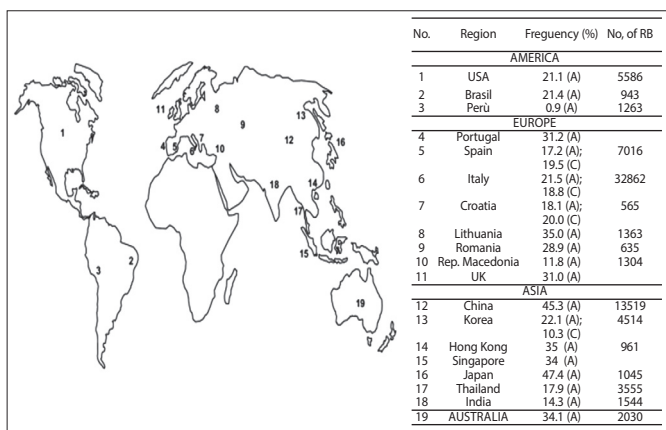 No. Region Freguency (%) No, of RB
AMERICA
1 USA 21.1 (A) 5586
2 Brasil 21.4 (A) 943
3 Perù 0.9 (A) 1263
EUROPE
4 Portugal 31.2 (A)
5 Spain 17.2 (A); 7016
19.5 (C)
6 Italy 21.5 (A); 32862
18.8 (C)
7 Croatia 18.1 (A); 565
20.0 (C)
8 Lithuania 35.0 (A) 1363
9 Romania 28.9 (A) 635
10 Rep. Macedonia 11.8 (A) 1304
11 UK 31.0 (A)
ASIA
12 China 45.3 (A) 13519
13 Korea 22.1 (A); 4514
10.3 (C)
14 Hong Kong 35 (A) 961
15 Singapore 34 (A)
16 Japan 47.4 (A) 1045
17 Thailand 17.9 (A) 3555
18 India 14.3 (A) 1544
19 AUSTRALIA 34.1 (A) 2030
11 8
13
1 9
12 16
4 5 6 7 10
18 14
17
15
2
3
19